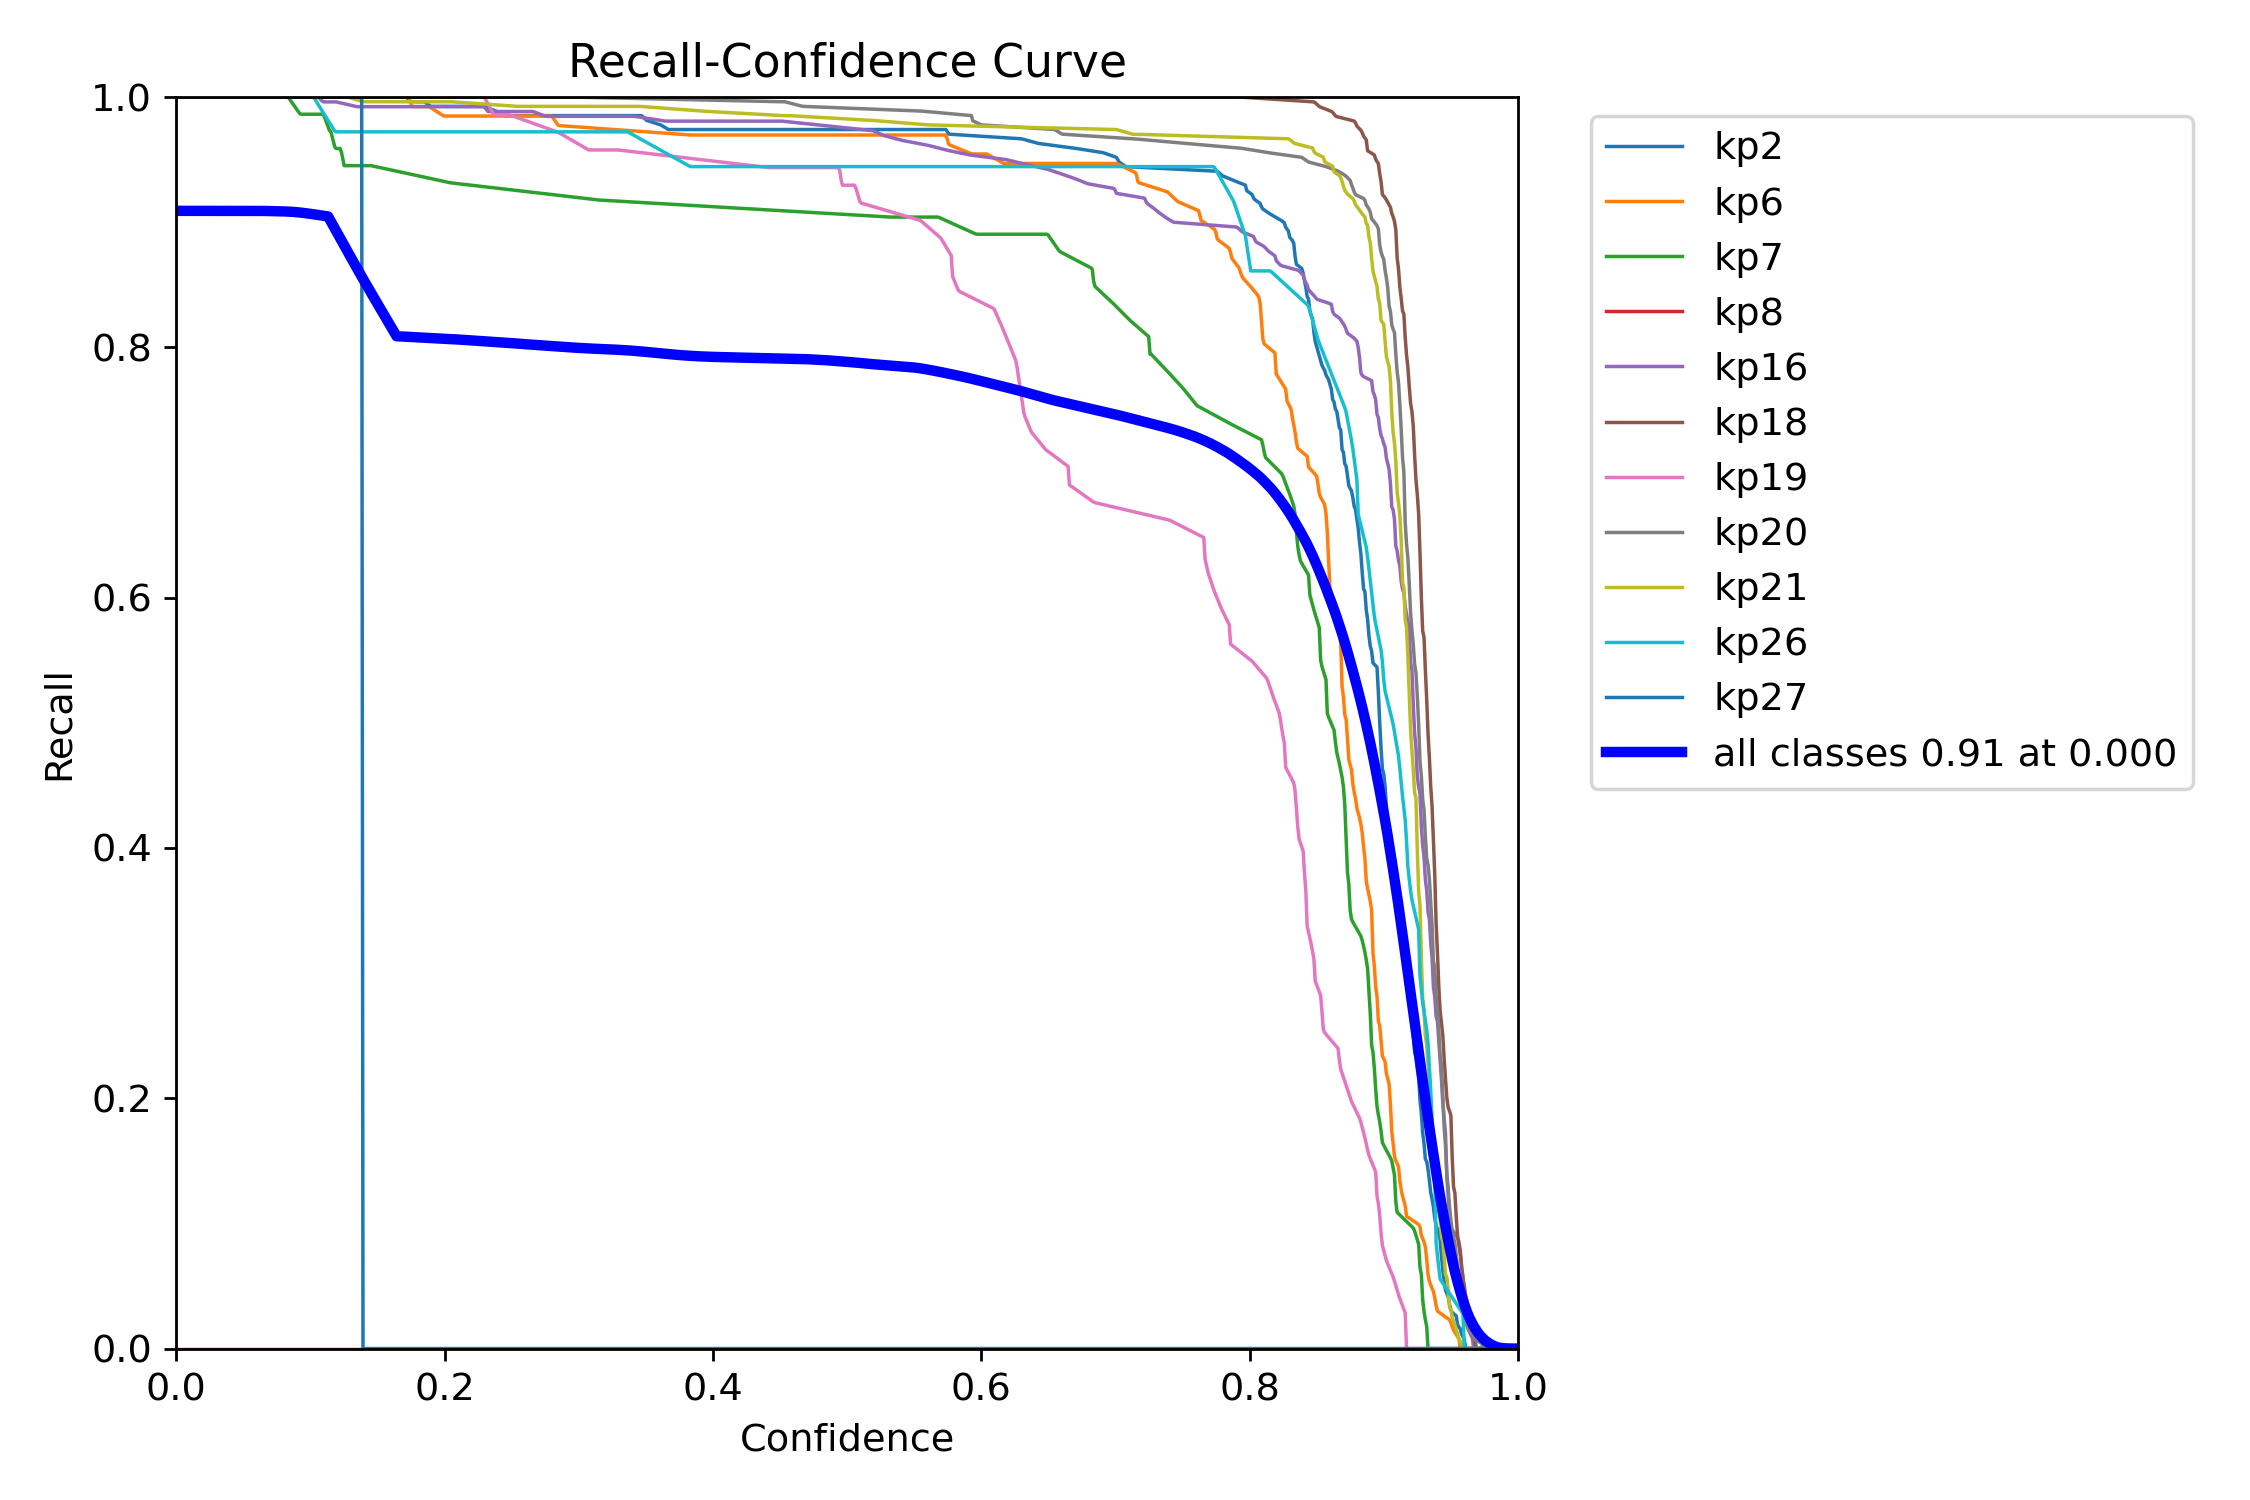 Recall-Confidence Curve
1.0
0.8
0.6
0.4
0.2
0.0
Recall
0.0 0.2 0.4 0.6 0.8 1.0
Confidence
kp2
kp6
kp7
kp8
kp16
kp18
kp19
kp20
kp21
kp26
kp27
all classes 0.91 at 0.000